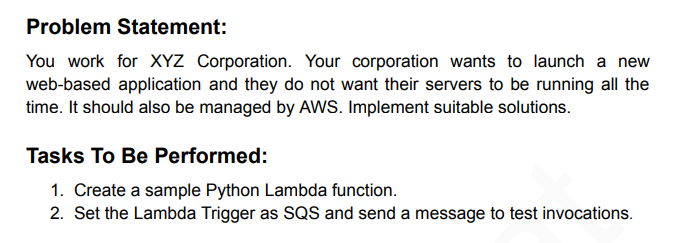 Problem Statement:
You work for XYZ Corporation. Your corporation wants to launch a new
web-based application and they do not want their servers to be running all the
time. It should also be managed by AWS. Implement suitable solutions.
Tasks To Be Performed:
1. Create a sample Python Lambda function.
2. Set the Lambda Trigger as SQS and send a message to test invocations.